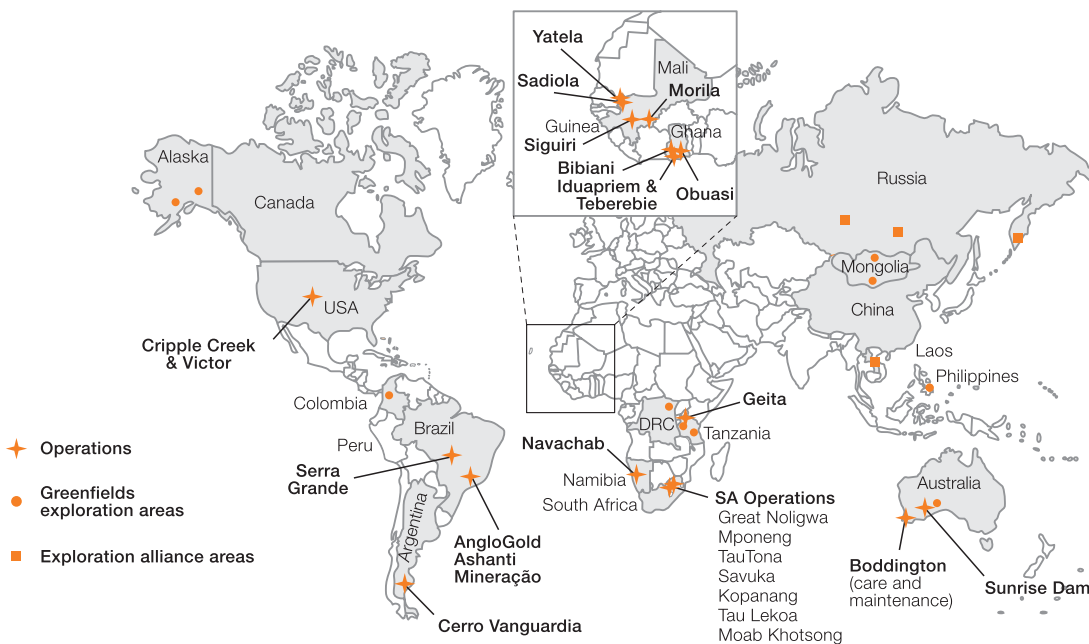 Yatela
Sadiola
Mali
Morila
Guinea
Ghana
Siguiri
Bibiani
Iduapriem &
Teberebie
Obuasi
Alaska
Canada
Russia
Mongolia
China
USA
Cripple Creek
& Victor
Laos
Philippines
Colombia
Geita
DRC
Tanzania
Brazil
Peru
Operations
Navachab
Serra
Grande
Namibia
South Africa
SA Operations
Great Noligwa
Mponeng
TauTona
Savuka
Kopanang
Tau Lekoa
Moab Khotsong
Greenfields
exploration areas
Australia
Argentina
AngloGold
Ashanti
Mineração
Exploration alliance areas
Boddington
(care and
maintenance)
Sunrise Dam
Cerro Vanguardia